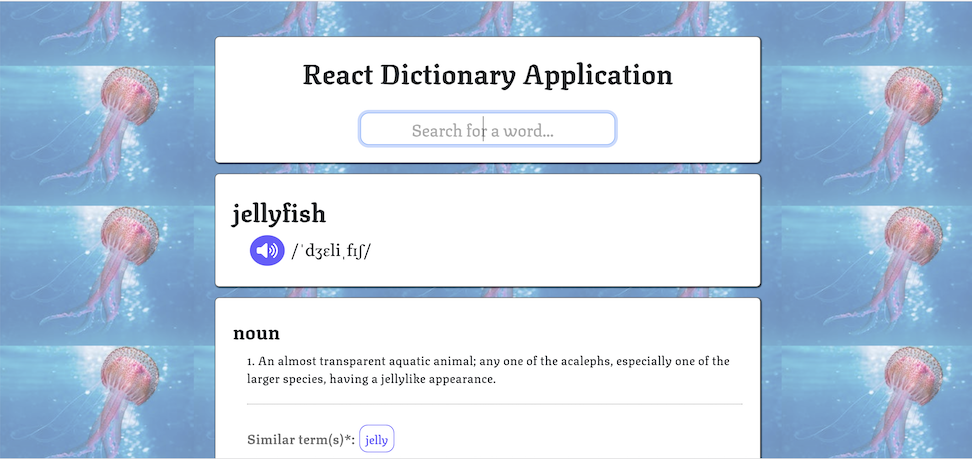 React Dictionary Application
Search for a word...
jellyfish
/ˈdʒɛliˌfɪʃ/
noun
1. An almost transparent aquatic animal; any one of the acalephs, especially one of the
larger species, having a jellylike appearance.
Similar term(s)*: jelly